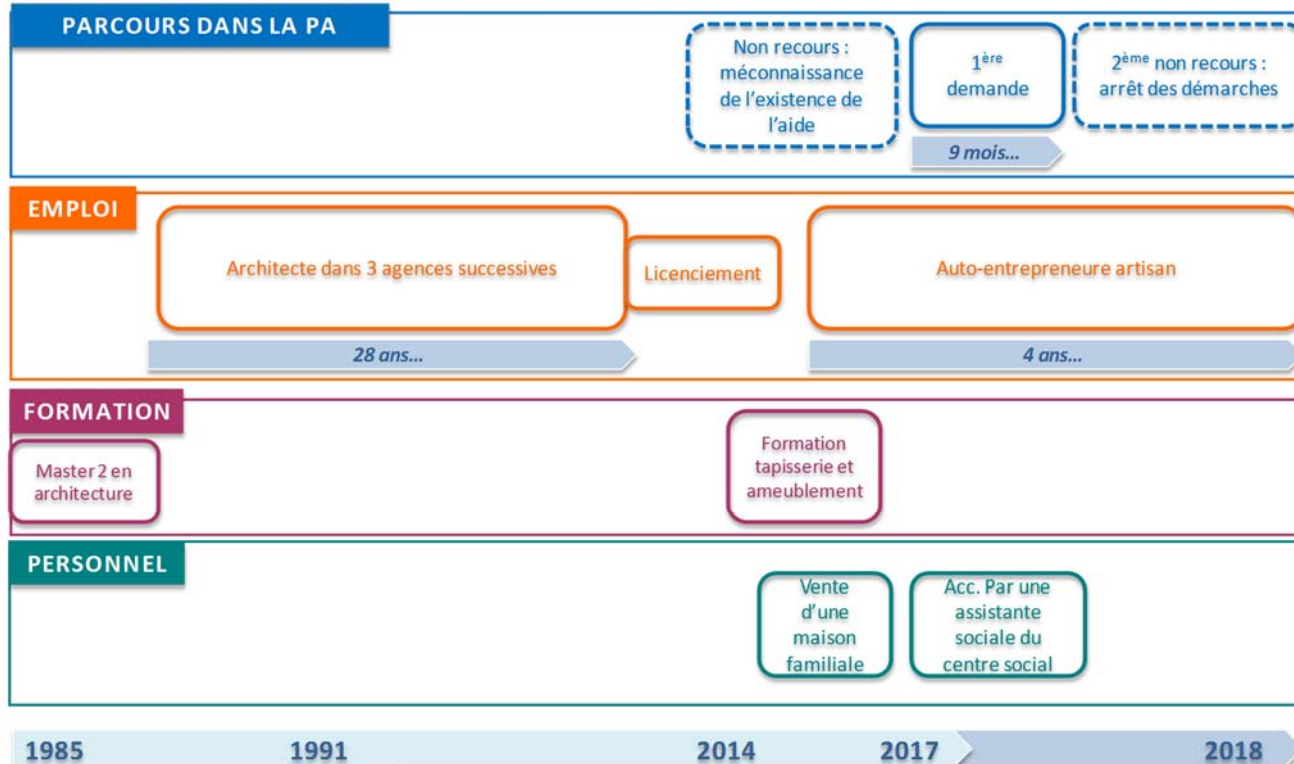 PARCOURS DANS LA PA
Non recours :
méconnaissance
de l'existence de
l'aide
1ère
demande
2ème non recours :
arrêt des démarches
9 mois...
EMPLOI
Architecte dans 3 agences successives
Licenciement
Auto-entrepreneure artisan
28 ans...
4 ans...
FORMATION
Master 2 en
architecture
Formation
tapisserie et
ameublement
PERSONNEL
Vente
d'une
maison
familiale
Acc. Par une
assistante
sociale du
centre social
1985
1991
2014
2017
2018